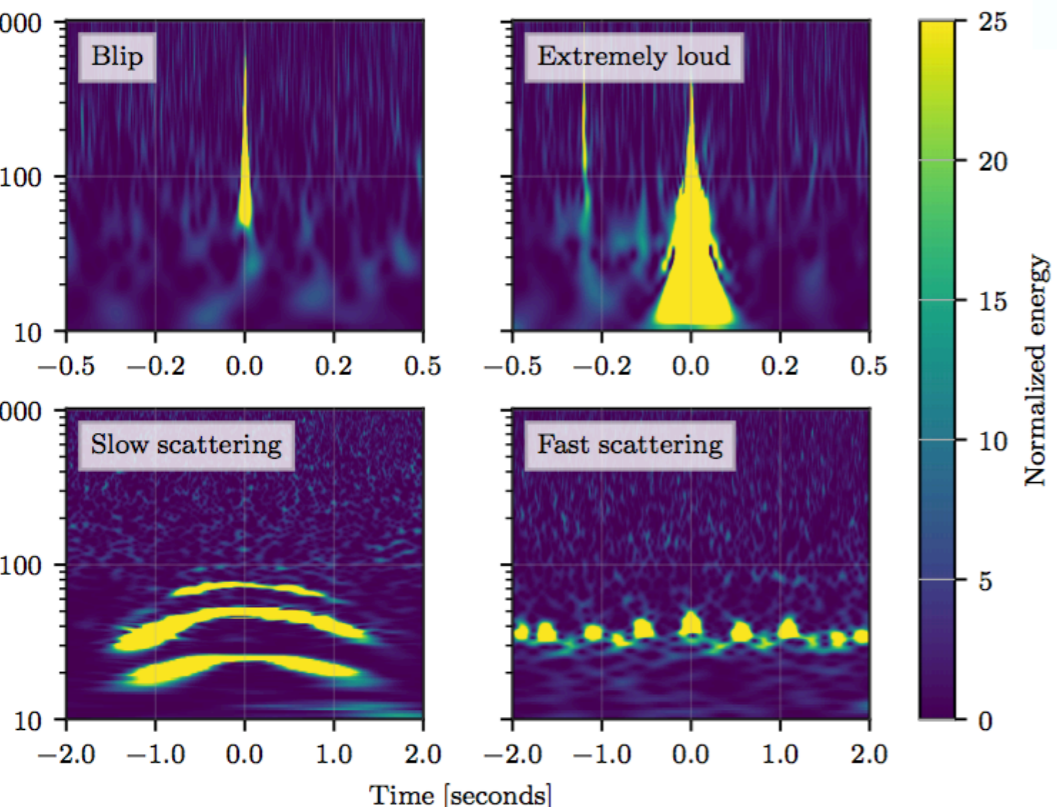 000
100
10
Blip
−0.5 −0.2 0.0 0.2 0.5
Extremely loud
−0.5 −0.2 0.0 0.2 0.5
000
100
10
Slow scattering
−2.0 −1.0 0.0 1.0 2.0
Fast scattering
−2.0 −1.0 0.0 1.0 2.0
Time [seconds]
25
20
15
10
5
0
Normalized energy